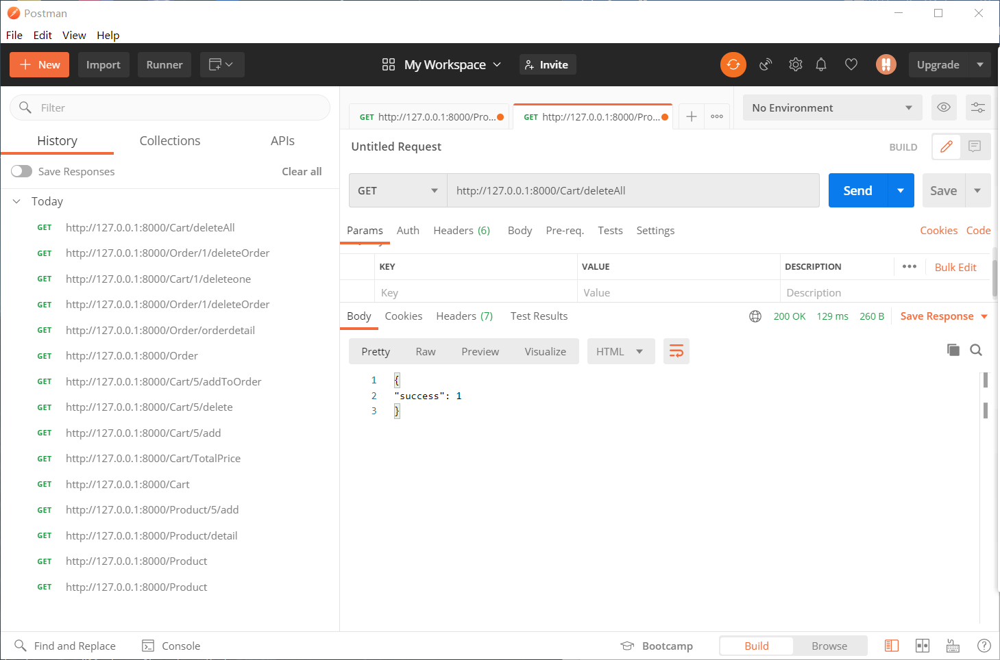 Postman
File Edit View Help
New Import Runner My Workspace Invite Upgrade
Filter
History Collections APIs
Save Responses Clear all
Today
GET http://127.0.0.1:8000/Cart/deleteAll
GET http://127.0.0.1:8000/Order/1/deleteOrder
GET http://127.0.0.1:8000/Cart/1/deleteone
GET http://127.0.0.1:8000/Order/1/deleteOrder
GET http://127.0.0.1:8000/Order/orderdetail
GET http://127.0.0.1:8000/Order
GET http://127.0.0.1:8000/Cart/5/addToOrder
GET http://127.0.0.1:8000/Cart/5/delete
GET http://127.0.0.1:8000/Cart/5/add
GET http://127.0.0.1:8000/Cart/TotalPrice
GET http://127.0.0.1:8000/Cart
GET http://127.0.0.1:8000/Product/5/add
GET http://127.0.0.1:8000/Product/detail
GET http://127.0.0.1:8000/Product
GET http://127.0.0.1:8000/Product
GET http://127.0.0.1:8000/Pro... GET http://127.0.0.1:8000/Pro... No Environment
Untitled Request BUILD
GET http://127.0.0.1:8000/Cart/deleteAll Send Save
Params Auth Headers (6) Body Pre-req. Tests Settings Cookies Code
KEY VALUE DESCRIPTION Bulk Edit
Key Value Description
Body Cookies Headers (7) Test Results 200 OK 129 ms 260 B Save Response
Pretty Raw Preview Visualize HTML
1 {
2 "success": 1
3 }
Find and Replace Console Bootcamp Build Browse